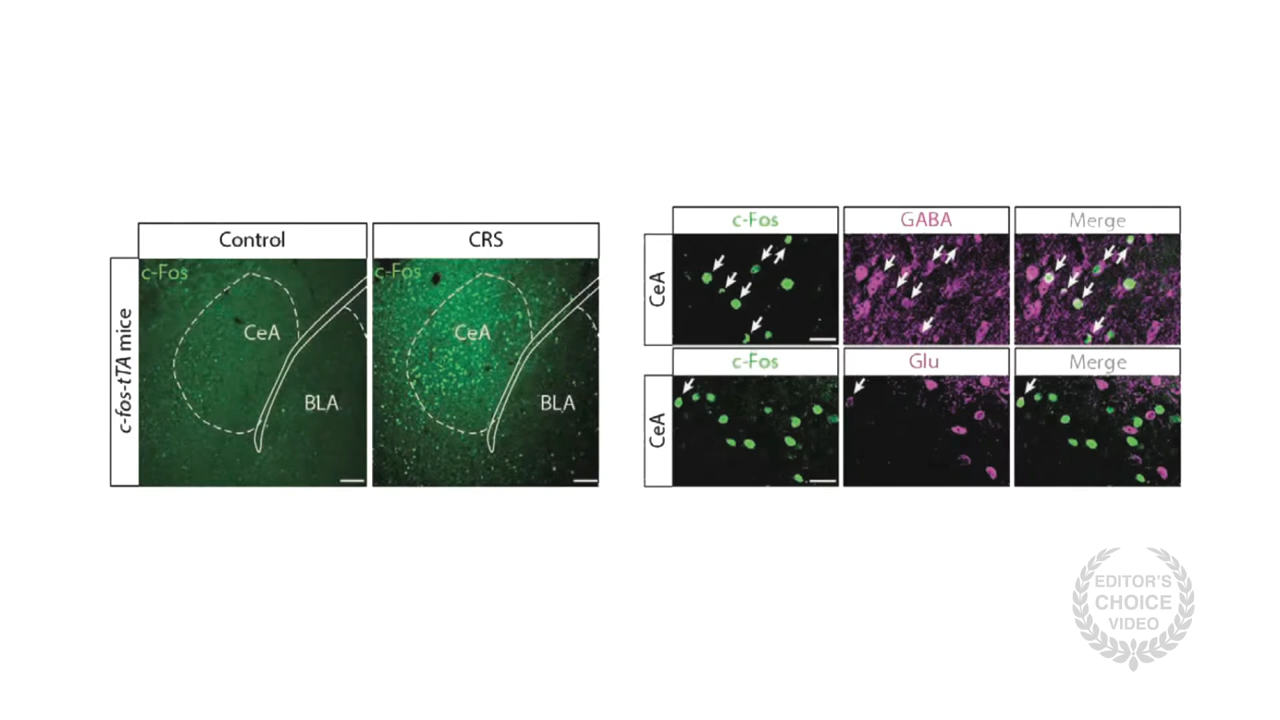 Control
CRS
c-fos-tTA mice
c-Fos
CeA
BLA
c-Fos
CeA
BLA
c-Fos
GABA
Merge
CeA
c-Fos
Glu
Merge
CeA
EDITOR'S
CHOICE
VIDEO